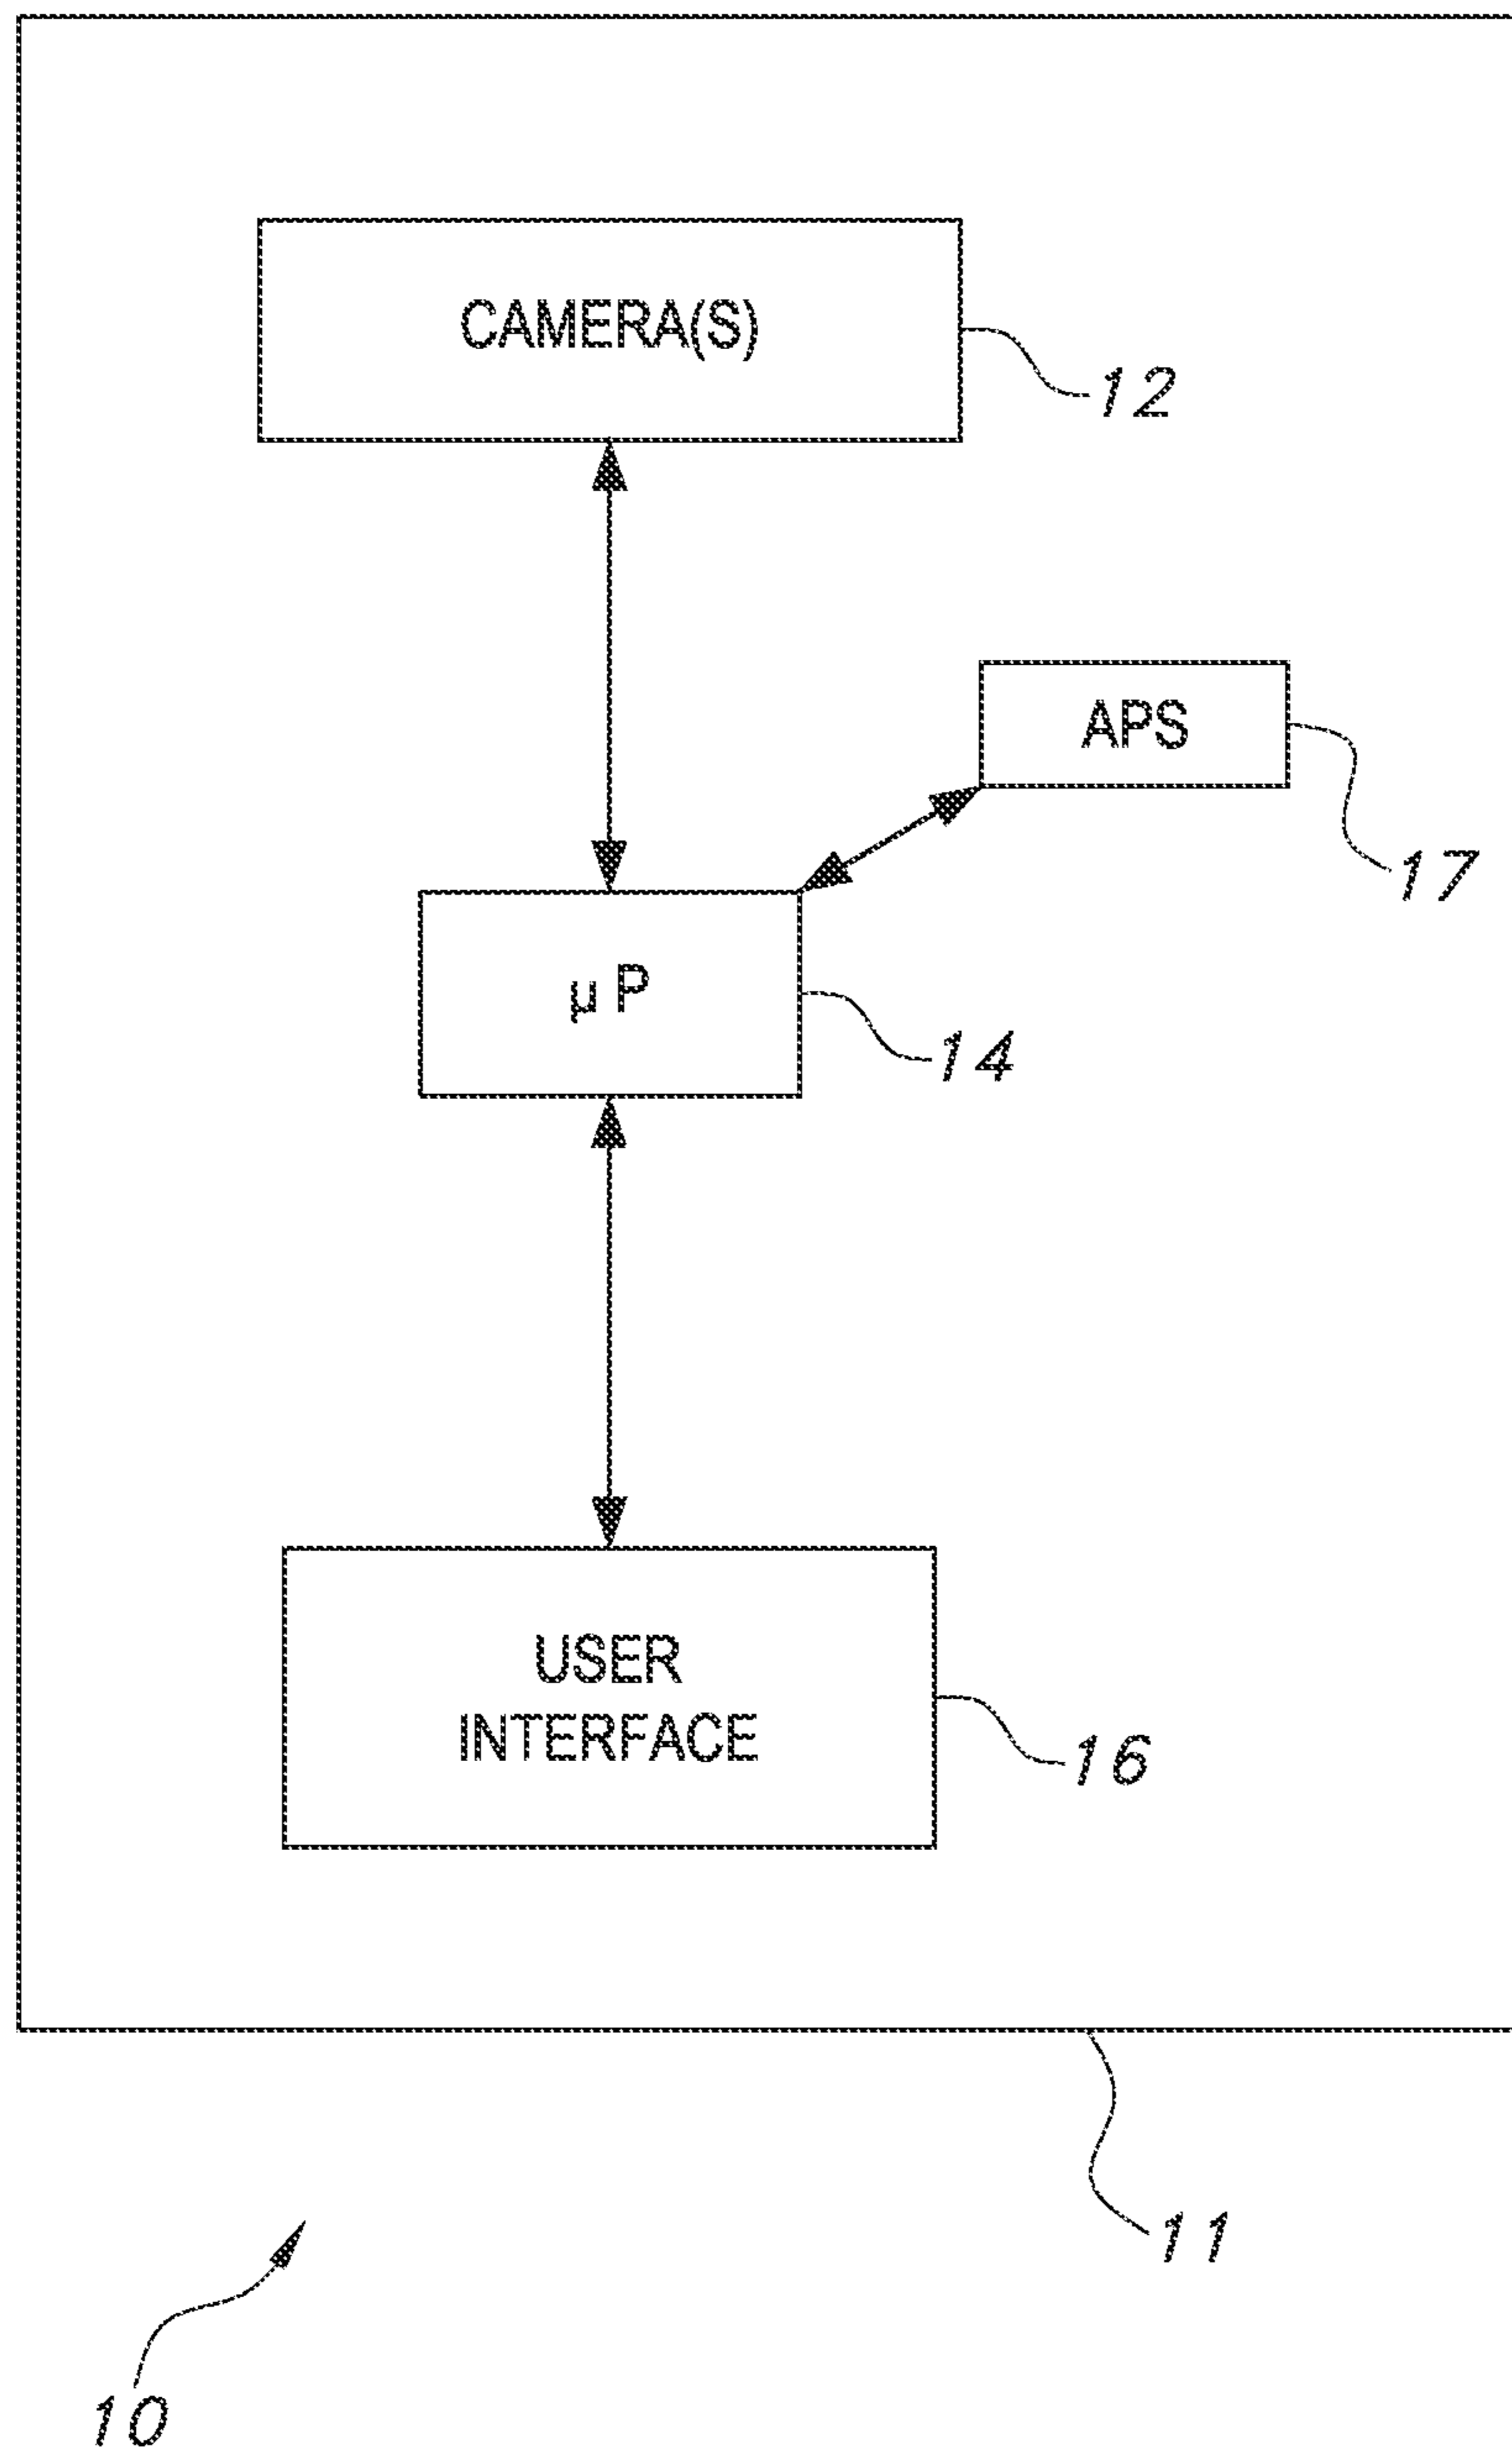 CAMERA(S)
12
APS
17
µ P
14
USER
INTERFACE
16
11
10